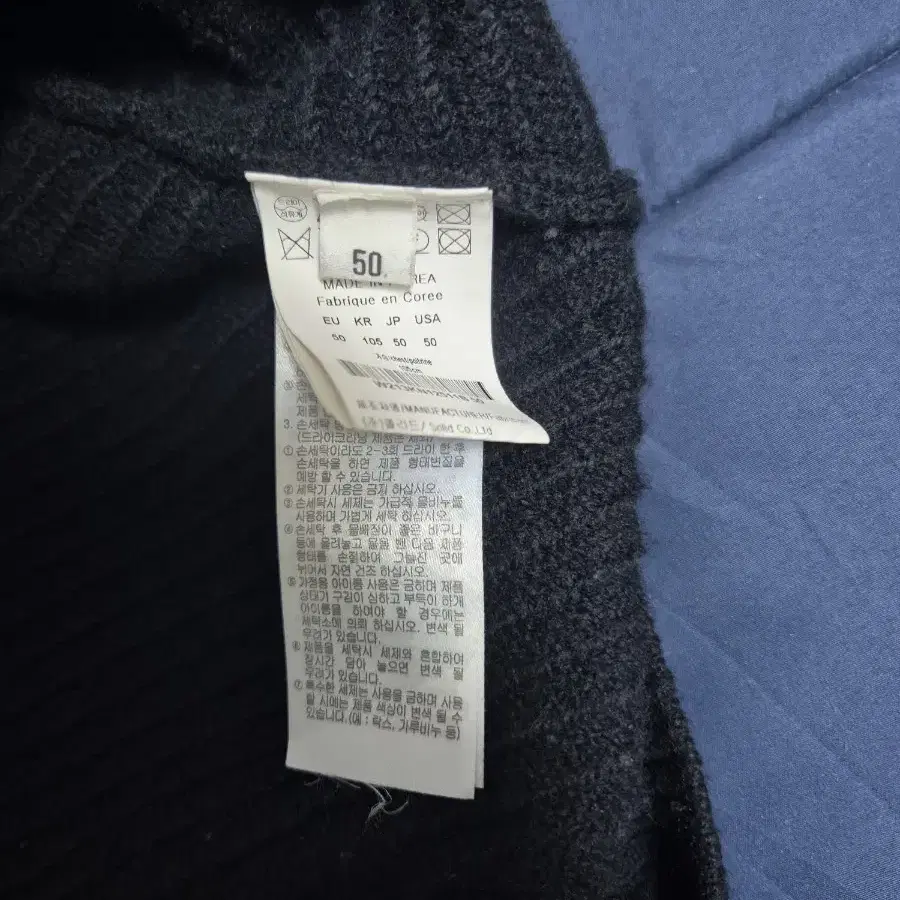 드라이
50
MADE IN
Fabrique en Coree
EU KR JP USA
50 105 50 50
가슴/chest/poitrine
105cm
제조사명/MANUFACTURER/
Solid Co.,Ltd
세탁
제품
3. 손세탁
(드라이크리닝 제품은 제외)
① 손세탁이라도 2-3회 드라이 한 후
손세탁을 하면 제품 형태변질을
예방 할 수 있습니다.
② 세탁기 사용은 금지 하십시오.
③ 손세탁시 세제는 가급적 물비누를
사용하며 가볍게 세탁 하십시오.
④ 손세탁 후 물빠짐이 좋은 바구니
등에 올려놓고 물을 뺀 다음 제품
형태를 손질하여 그늘진 곳에
뉘어서 자연 건조 하십시오.
⑤ 가정용 아이롱 사용은 금하며 제품
상태가 구김이 심하고 부득이 하게
아이롱을 하여야 할 경우에는
세탁소에 의뢰 하십시오. 변색 될
우려가 있습니다.
⑥ 제품을 세탁시 세제와 혼합하여
장시간 담아 놓으면 변색 될
우려가 있습니다.
⑦ 특수한 세제는 사용을 금하며 사용
할 시에는 제품 색상이 변색 될 수
있습니다.(예 : 락스, 가루비누 등)